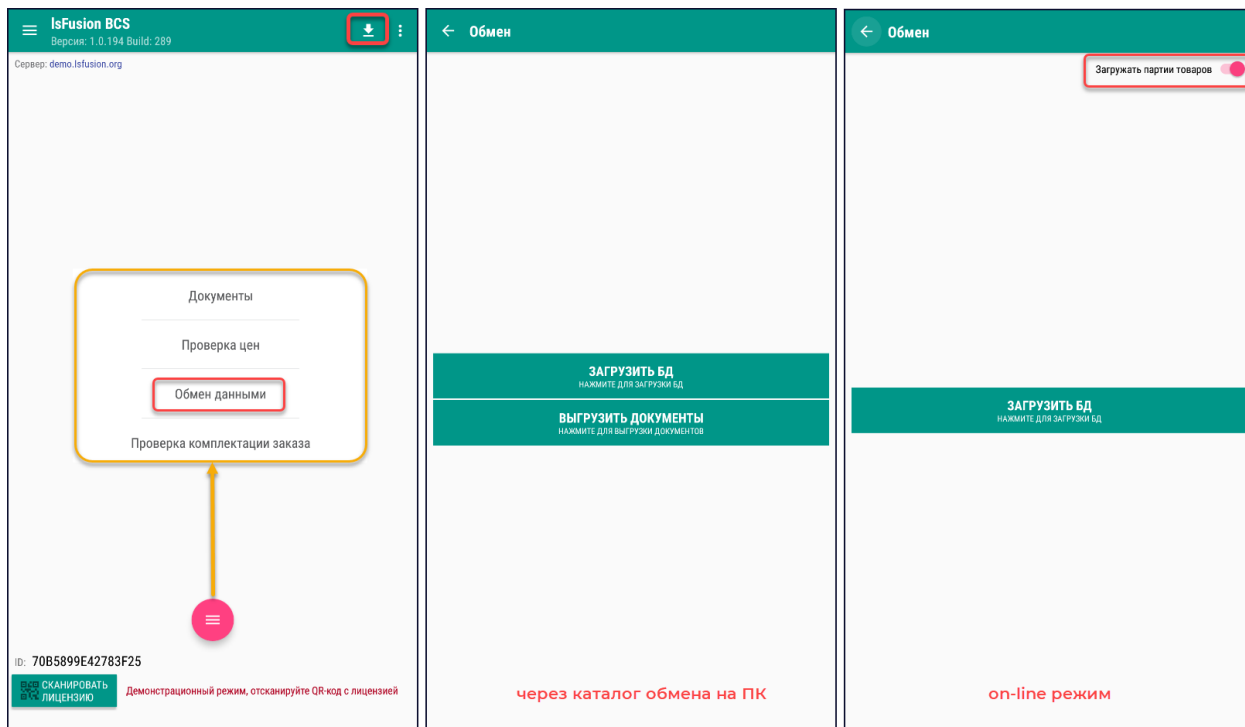 lsFusion BCS
Версия: 1.0.194 Build: 289
Сервер: demo.lsfusion.org
Документы
Проверка цен
Обмен данными
Проверка комплектации заказа
ID: 70B5899E42783F25
СКАНИРОВАТЬ
ЛИЦЕНЗИЮ
Демонстрационный режим, отсканируйте QR-код с лицензией
Обмен
ЗАГРУЗИТЬ БД
НАЖМИТЕ ДЛЯ ЗАГРУЗКИ БД
ВЫГРУЗИТЬ ДОКУМЕНТЫ
НАЖМИТЕ ДЛЯ ВЫГРУЗКИ ДОКУМЕНТОВ
через каталог обмена на ПК
Обмен
Загружать партии товаров
ЗАГРУЗИТЬ БД
НАЖМИТЕ ДЛЯ ЗАГРУЗКИ БД
on-line режим